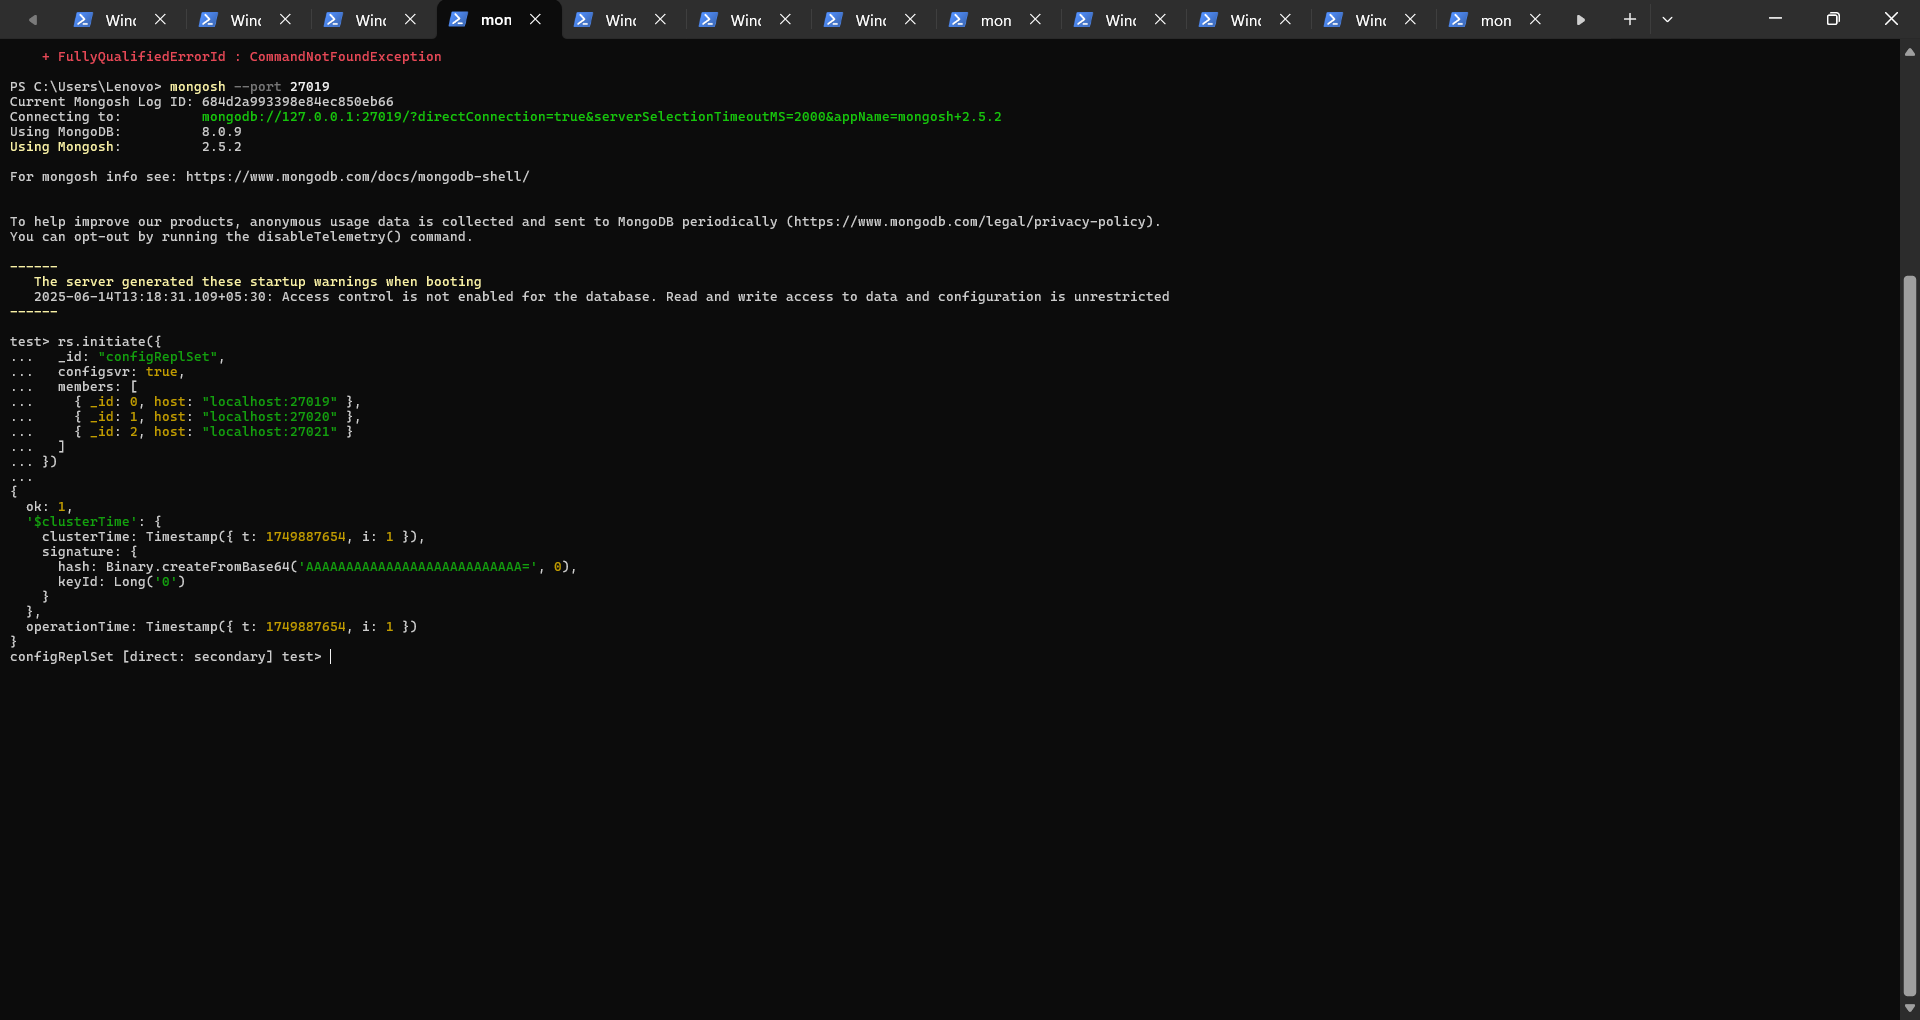 Winc Winc Winc mon Winc Winc Winc mon Winc Winc Winc mon
+ FullyQualifiedErrorId : CommandNotFoundException
PS C:\Users\Lenovo> mongosh --port 27019
Current Mongosh Log ID: 684d2a993398e84ec850eb66
Connecting to:          mongodb://127.0.0.1:27019/?directConnection=true&serverSelectionTimeoutMS=2000&appName=mongosh+2.5.2
Using MongoDB:          8.0.9
Using Mongosh:          2.5.2
For mongosh info see: https://www.mongodb.com/docs/mongodb-shell/
To help improve our products, anonymous usage data is collected and sent to MongoDB periodically (https://www.mongodb.com/legal/privacy-policy).
You can opt-out by running the disableTelemetry() command.
------
   The server generated these startup warnings when booting
   2025-06-14T13:18:31.109+05:30: Access control is not enabled for the database. Read and write access to data and configuration is unrestricted
------
test> rs.initiate({
...   _id: "configReplSet",
...   configsvr: true,
...   members: [
...     { _id: 0, host: "localhost:27019" },
...     { _id: 1, host: "localhost:27020" },
...     { _id: 2, host: "localhost:27021" }
...   ]
... })
...
{
  ok: 1,
  '$clusterTime': {
    clusterTime: Timestamp({ t: 1749887654, i: 1 }),
    signature: {
      hash: Binary.createFromBase64('AAAAAAAAAAAAAAAAAAAAAAAAAAA=', 0),
      keyId: Long('0')
    }
  },
  operationTime: Timestamp({ t: 1749887654, i: 1 })
}
configReplSet [direct: secondary] test>